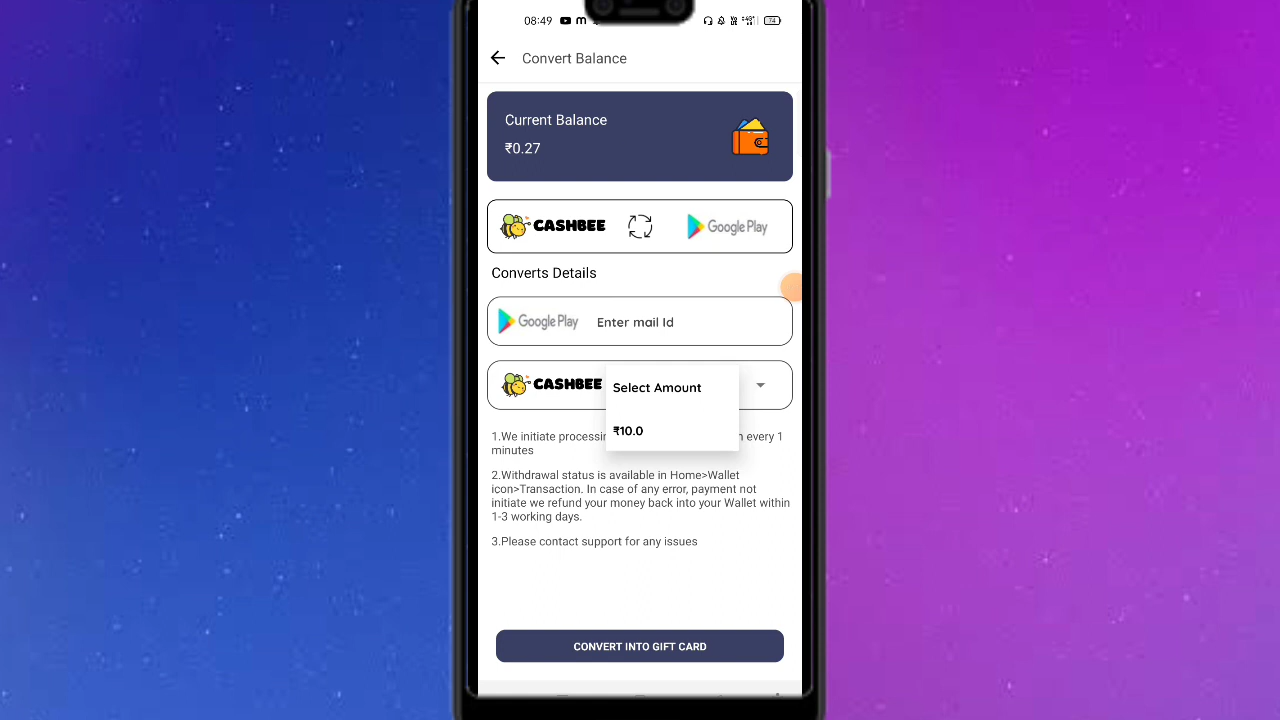 08:49
Convert Balance
Current Balance
₹0.27
CASHBEE Google Play
Converts Details
Google Play Enter mail Id
CASHBEE Select Amount
₹10.0
1.We initiate every 1
minutes
2.Withdrawal status is available in Home>Wallet
icon>Transaction. In case of any error, payment not
initiate we refund your money back into your Wallet within
1-3 working days.
3.Please contact support for any issues
CONVERT INTO GIFT CARD